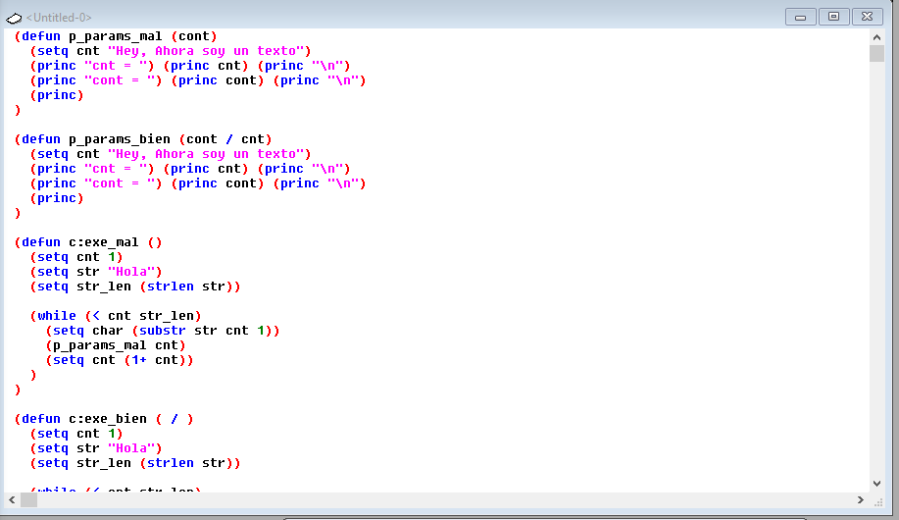 <Untitled-0>
(defun p_params_mal (cont)
  (setq cnt "Hey, Ahora soy un texto")
  (princ "cnt = ") (princ cnt) (princ "\n")
  (princ "cont = ") (princ cont) (princ "\n")
  (princ)
)

(defun p_params_bien (cont / cnt)
  (setq cnt "Hey, Ahora soy un texto")
  (princ "cnt = ") (princ cnt) (princ "\n")
  (princ "cont = ") (princ cont) (princ "\n")
  (princ)
)

(defun c:exe_mal ()
  (setq cnt 1)
  (setq str "Hola")
  (setq str_len (strlen str))

  (while (< cnt str_len)
    (setq char (substr str cnt 1))
    (p_params_mal cnt)
    (setq cnt (1+ cnt))
  )
)

(defun c:exe_bien ( / )
  (setq cnt 1)
  (setq str "Hola")
  (setq str_len (strlen str))

  (while (< cnt str_len)